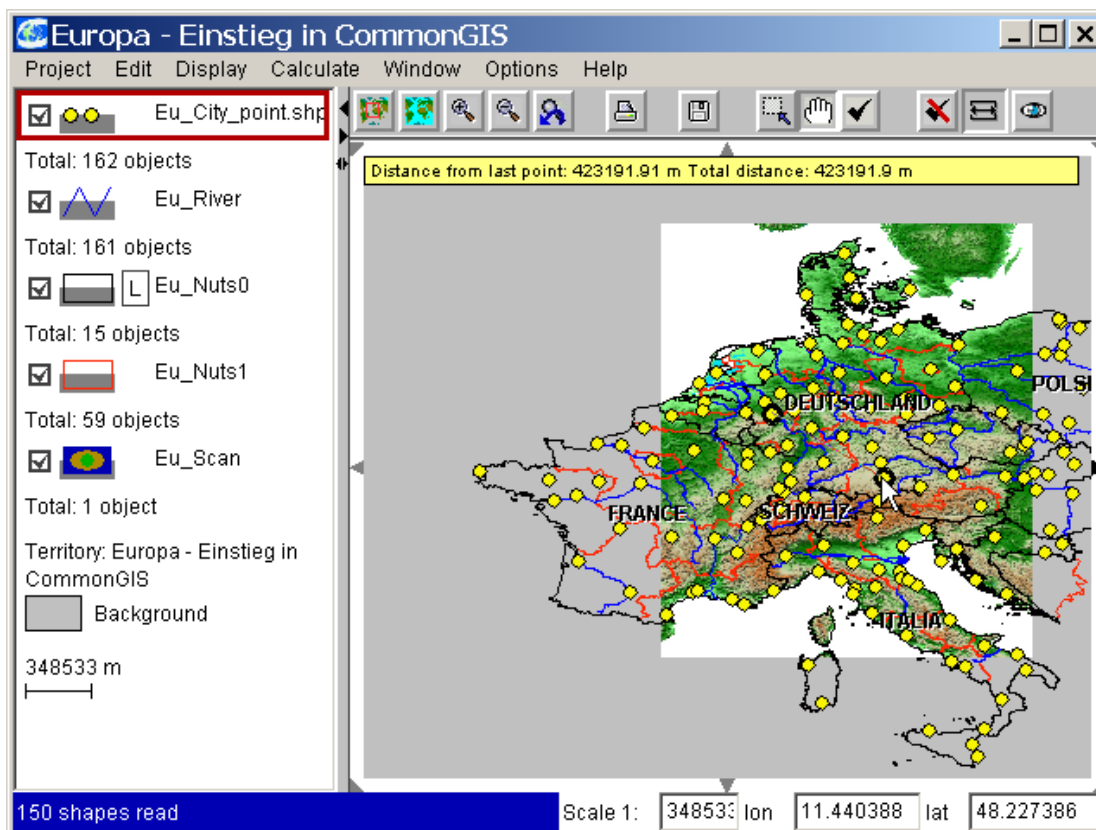 Europa - Einstieg in CommonGIS
Project Edit Display Calculate Window Options Help
Eu_City_point.shp
Total: 162 objects
Eu_River
Total: 161 objects
L Eu_Nuts0
Total: 15 objects
Eu_Nuts1
Total: 59 objects
Eu_Scan
Total: 1 object
Territory: Europa - Einstieg in
CommonGIS
Background
348533 m
Distance from last point: 423191.91 m Total distance: 423191.9 m
POLSI
DEUTSCHLAND
FRANCE
SCHWEIZ
ITALIA
150 shapes read
Scale 1: 348533 lon 11.440388 lat 48.227386